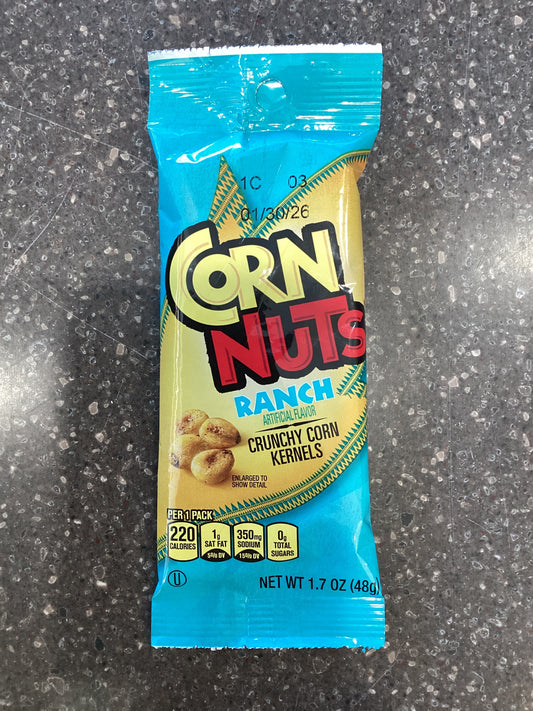 1C 03
01/30/26
CORN
NUTS
RANCH
ARTIFICIAL FLAVOR
CRUNCHY CORN
KERNELS
ENLARGED TO
SHOW DETAIL
PER 1 PACK
220 CALORIES
1g SAT FAT 5% DV
350mg SODIUM 15% DV
0g TOTAL SUGARS
U
NET WT 1.7 OZ (48g)